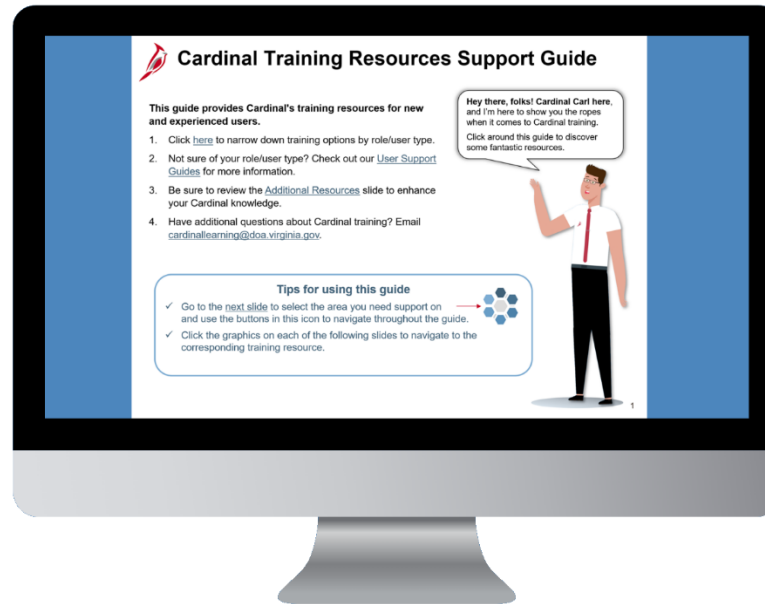 Cardinal Training Resources Support Guide
This guide provides Cardinal's training resources for new
and experienced users.
1. Click here to narrow down training options by role/user type.
2. Not sure of your role/user type? Check out our User Support
Guides for more information.
3. Be sure to review the Additional Resources slide to enhance
your Cardinal knowledge.
4. Have additional questions about Cardinal training? Email
cardinallearning@doa.virginia.gov.
Hey there, folks! Cardinal Carl here,
and I'm here to show you the ropes
when it comes to Cardinal training.
Click around this guide to discover
some fantastic resources.
Tips for using this guide
✓ Go to the next slide to select the area you need support on
and use the buttons in this icon to navigate throughout the guide.
✓ Click the graphics on each of the following slides to navigate to the
corresponding training resource.
1